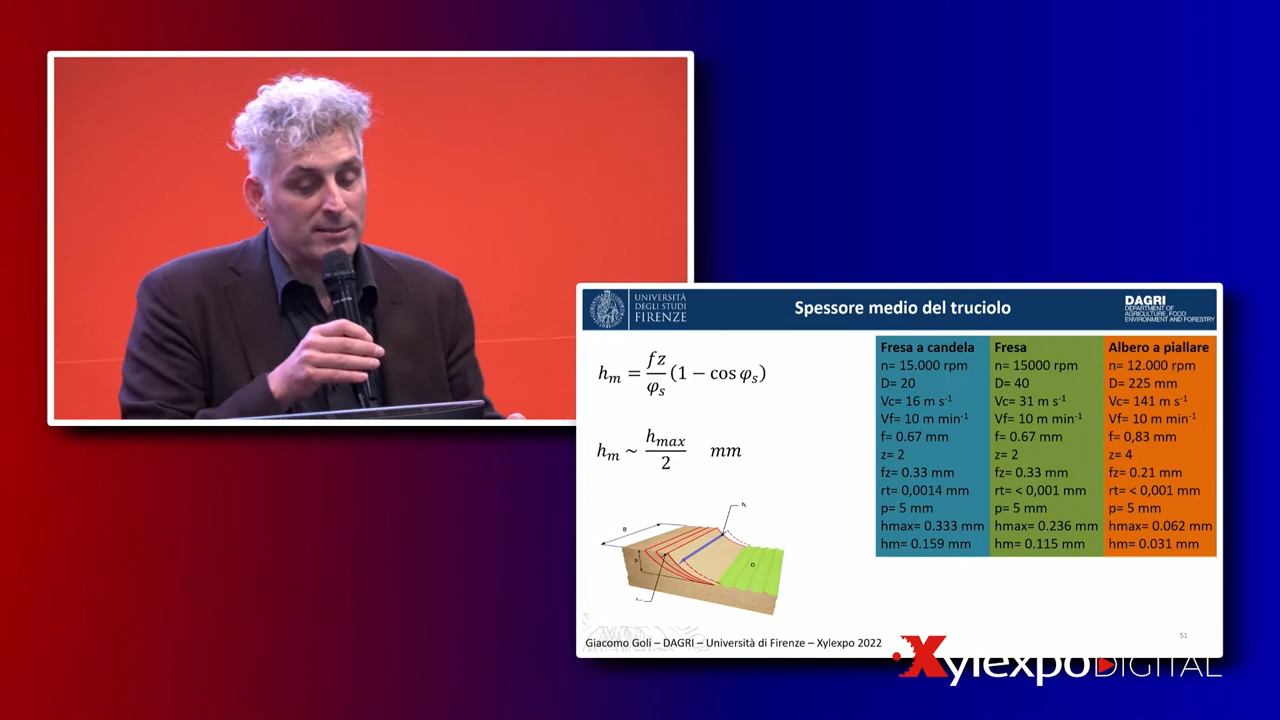 UNIVERSITÀ
DEGLI STUDI
FIRENZE
Spessore medio del truciolo
DAGRI
DEPARTMENT OF
AGRICULTURE, FOOD
ENVIRONMENT AND FORESTRY
hₘ = fz/φₛ (1 − cos φₛ)
hₘ ~ hₘₐₓ/2 mm
Fresa a candela
n= 15.000 rpm
D= 20
Vc= 16 m s⁻¹
Vf= 10 m min⁻¹
f= 0.67 mm
z= 2
fz= 0.33 mm
rt= 0,0014 mm
p= 5 mm
hmax= 0.333 mm
hm= 0.159 mm
Fresa
n= 15000 rpm
D= 40
Vc= 31 m s⁻¹
Vf= 10 m min⁻¹
f= 0.67 mm
z= 2
fz= 0.33 mm
rt= < 0,001 mm
p= 5 mm
hmax= 0.236 mm
hm= 0.115 mm
Albero a piallare
n= 12.000 rpm
D= 225 mm
Vc= 141 m s⁻¹
Vf= 10 m min⁻¹
f= 0,83 mm
z= 4
fz= 0.21 mm
rt= < 0,001 mm
p= 5 mm
hmax= 0.062 mm
hm= 0.031 mm
B
P
O
Giacomo Goli – DAGRI – Università di Firenze – Xylexpo 2022
51
XylexpoDIGITAL